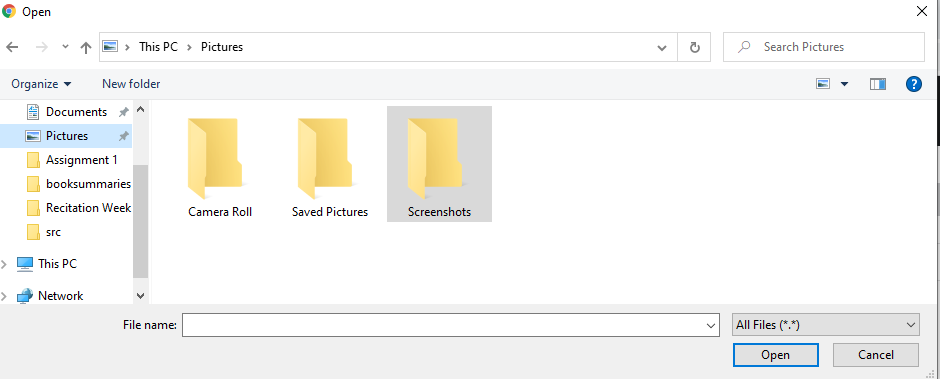 Open
This PC > Pictures
Search Pictures
Organize
New folder
?
Documents
Pictures
Assignment 1
booksummaries
Recitation Week
src
This PC
Network
Camera Roll
Saved Pictures
Screenshots
File name:
All Files (*.*)
Open
Cancel